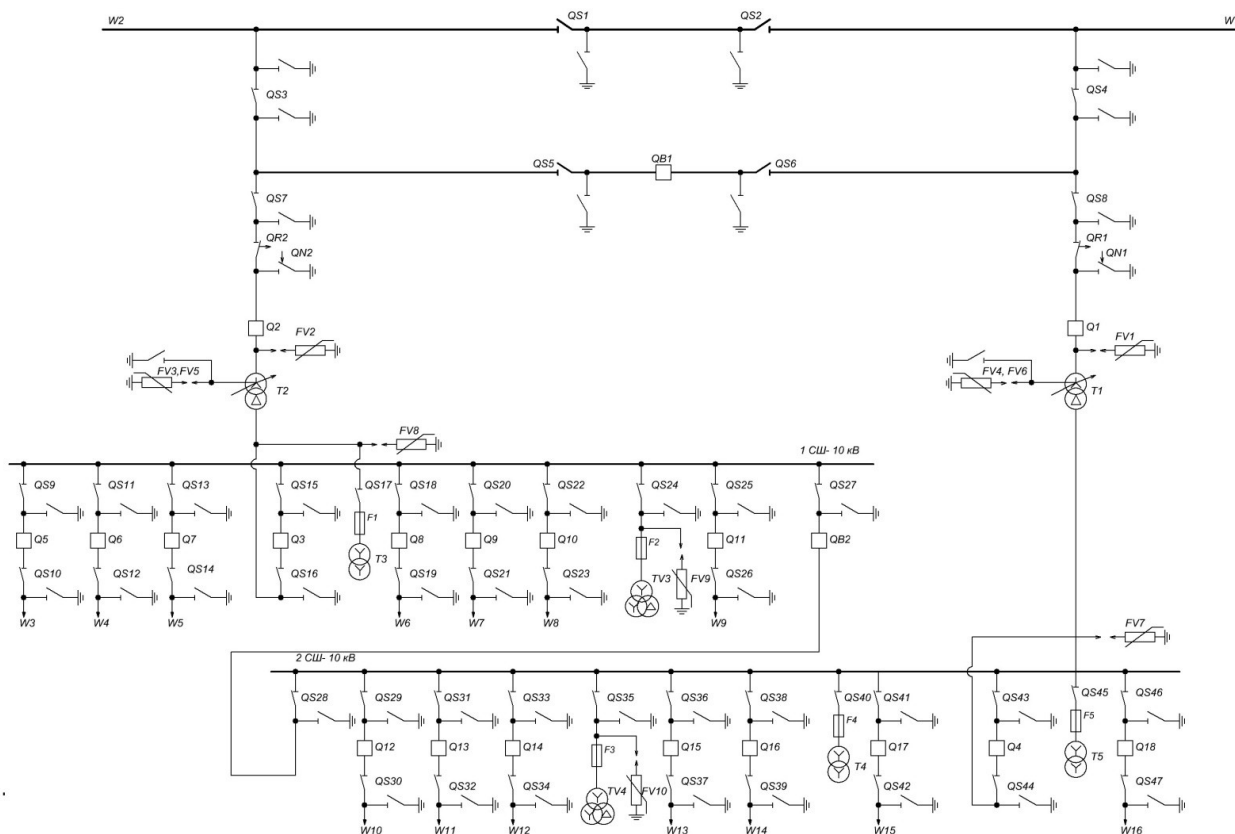 W2 QS1 QS2 W
QS3 QS4
QS5 QB1 QS6
QS7 QS8
QR2 QR1
QN2 QN1
Q2 Q1
FV2 FV1
FV3,FV5 FV4, FV6
T2 T1
FV8
1 СШ- 10 кВ
QS9 QS11 QS13 QS15 QS17 QS18 QS20 QS22 QS24 QS25 QS27
F1
Q5 Q6 Q7 Q3 Q8 Q9 Q10 F2 Q11 QB2
T3
QS10 QS12 QS14 QS16 QS19 QS21 QS23 TV3 FV9 QS26
W3 W4 W5 W6 W7 W8 W9
FV7
2 СШ- 10 кВ
QS28 QS29 QS31 QS33 QS35 QS36 QS38 QS40 QS41 QS43 QS45 QS46
F4 F5
Q12 Q13 Q14 F3 Q15 Q16 Q17 Q4 Q18
T4 T5
QS30 QS32 QS34 TV4 FV10 QS37 QS39 QS42 QS44 QS47
W10 W11 W12 W13 W14 W15 W16